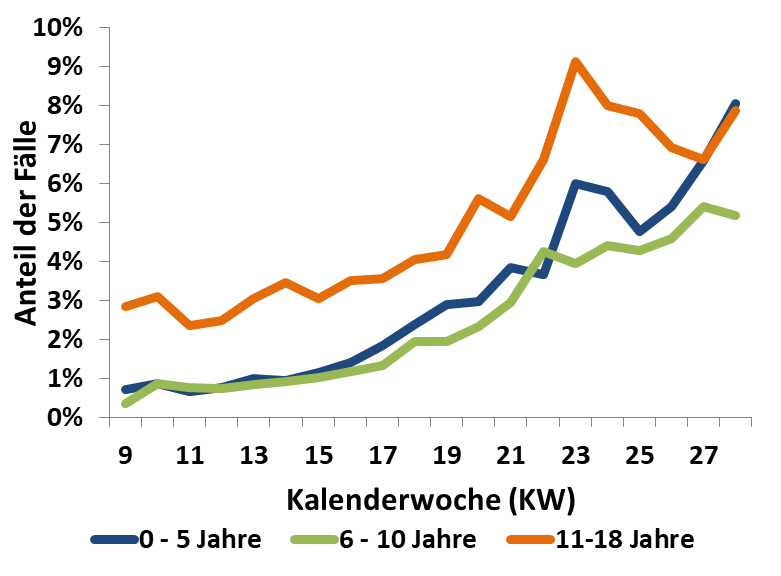 10%
9%
8%
7%
6%
5%
4%
3%
2%
1%
0%
Anteil der Fälle
9 11 13 15 17 19 21 23 25 27
Kalenderwoche (KW)
0 - 5 Jahre 6 - 10 Jahre 11-18 Jahre